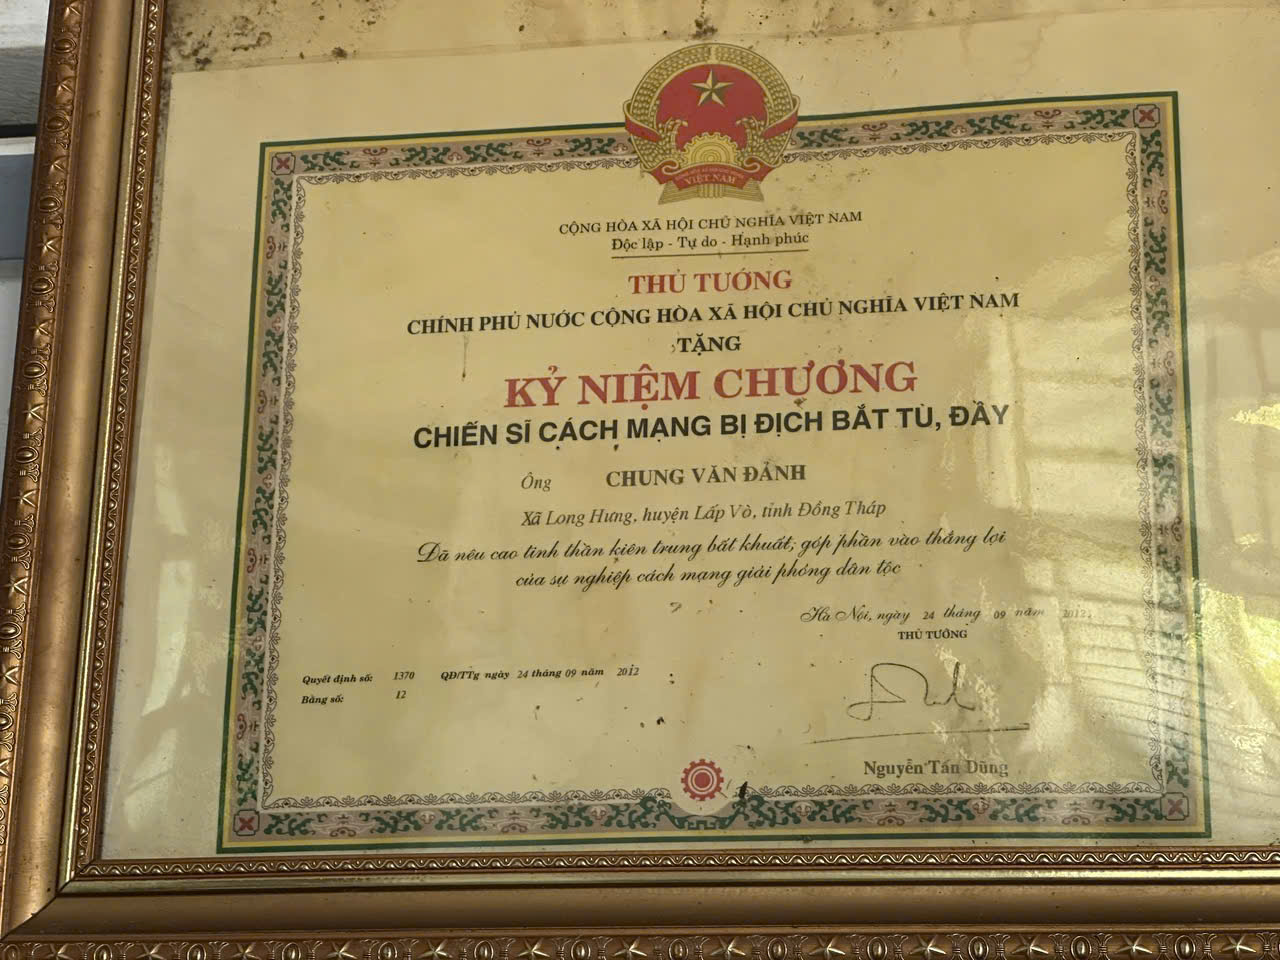 VIỆT NAM
CỘNG HÒA XÃ HỘI CHỦ NGHĨA VIỆT NAM
Độc lập - Tự do - Hạnh phúc
THỦ TƯỚNG
CHÍNH PHỦ NƯỚC CỘNG HÒA XÃ HỘI CHỦ NGHĨA VIỆT NAM
TẶNG
KỶ NIỆM CHƯƠNG
CHIẾN SĨ CÁCH MẠNG BỊ ĐỊCH BẮT TÙ, ĐÀY
Ông CHUNG VĂN ĐẢNH
Xã Long Hưng, huyện Lấp Vò, tỉnh Đồng Tháp
Đã nêu cao tinh thần kiên trung bất khuất; góp phần vào thắng lợi
của sự nghiệp cách mạng giải phóng dân tộc
Hà Nội, ngày 24 tháng 09 năm 2012
THỦ TƯỚNG
Quyết định số: 1370 QĐ/TTg ngày 24 tháng 09 năm 2012
Bằng số: 12
Nguyễn Tấn Dũng